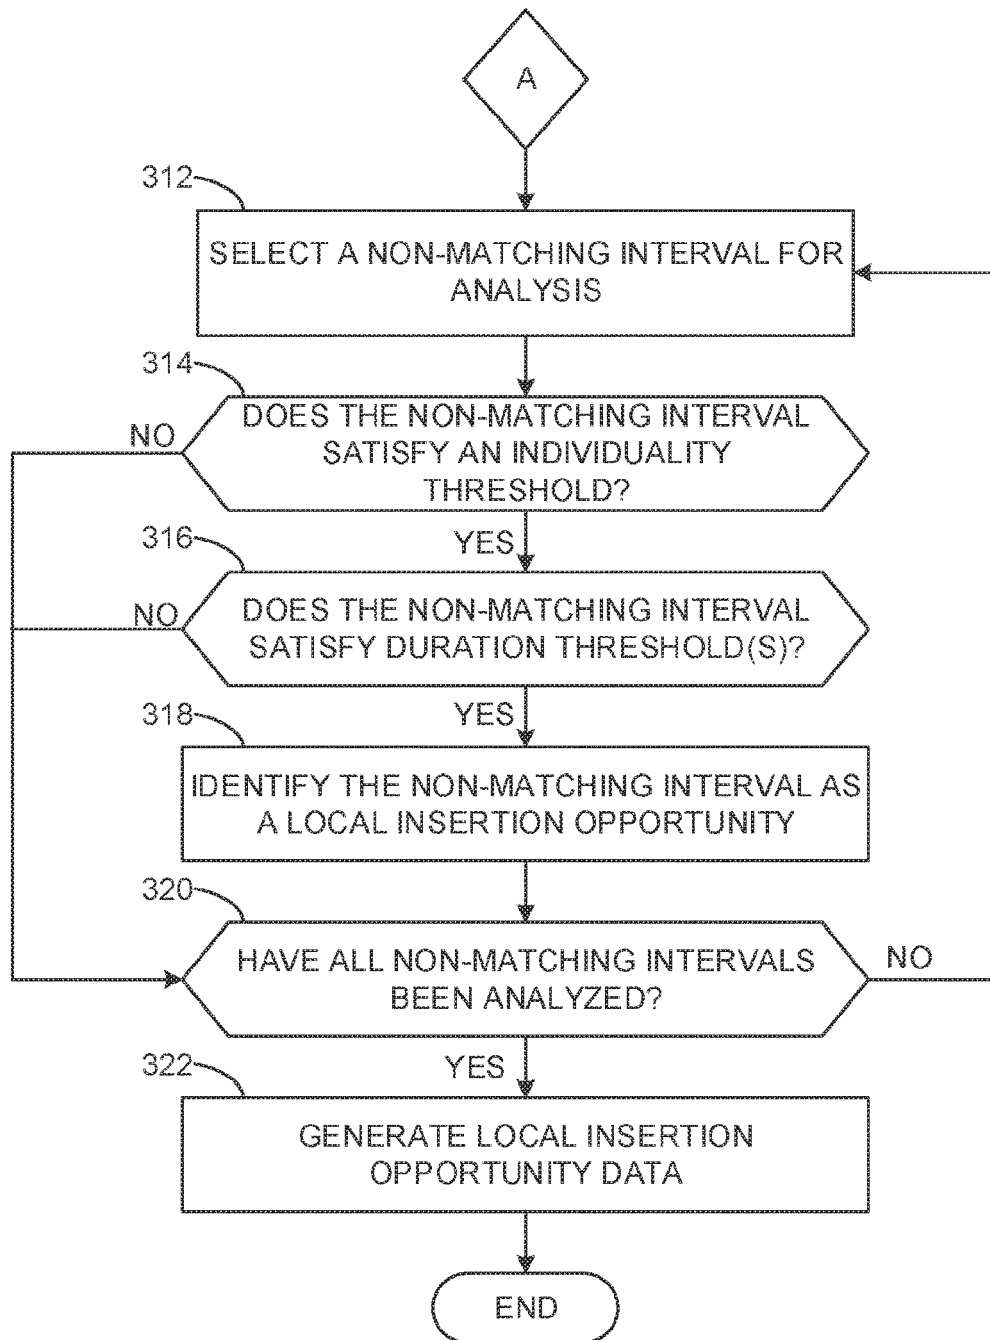 A
312
SELECT A NON-MATCHING INTERVAL FOR
ANALYSIS
314
DOES THE NON-MATCHING INTERVAL
SATISFY AN INDIVIDUALITY
THRESHOLD?
NO
YES
316
DOES THE NON-MATCHING INTERVAL
SATISFY DURATION THRESHOLD(S)?
NO
YES
318
IDENTIFY THE NON-MATCHING INTERVAL AS
A LOCAL INSERTION OPPORTUNITY
320
HAVE ALL NON-MATCHING INTERVALS
BEEN ANALYZED?
NO
YES
322
GENERATE LOCAL INSERTION
OPPORTUNITY DATA
END